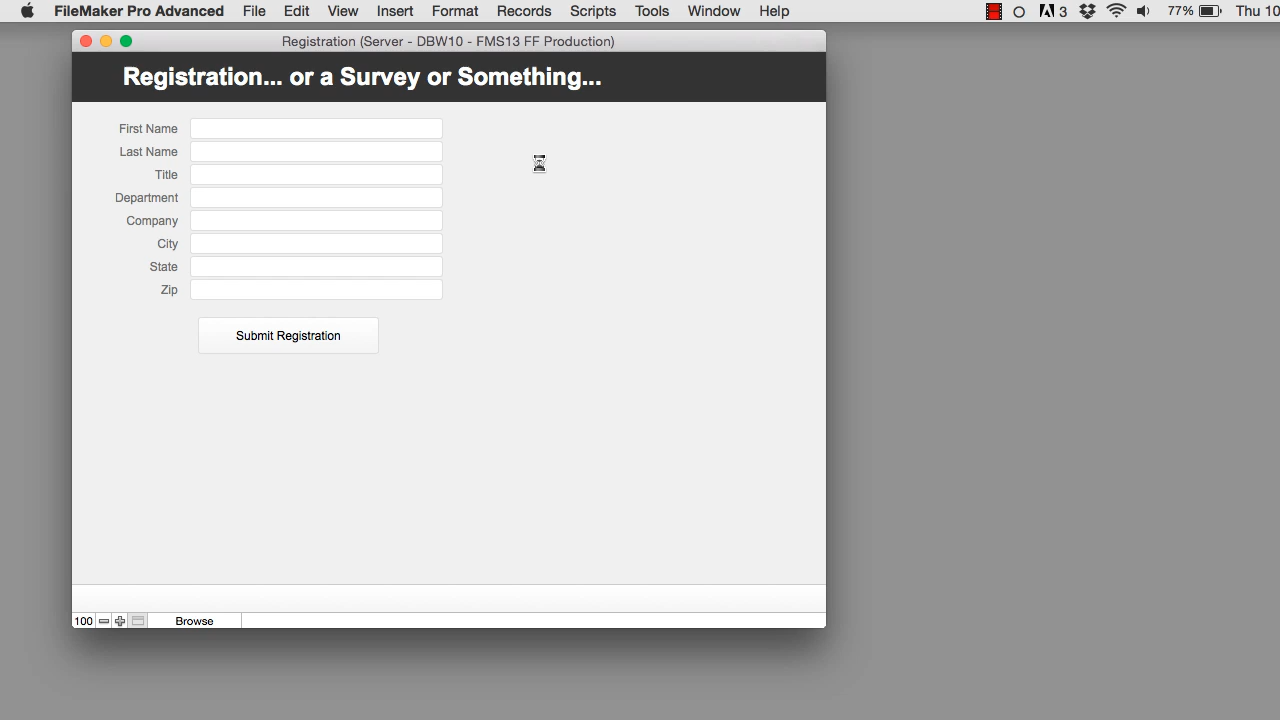 FileMaker Pro Advanced File Edit View Insert Format Records Scripts Tools Window Help 3 77% Thu 10
Registration (Server - DBW10 - FMS13 FF Production)
Registration... or a Survey or Something...
First Name
Last Name
Title
Department
Company
City
State
Zip
Submit Registration
100 Browse